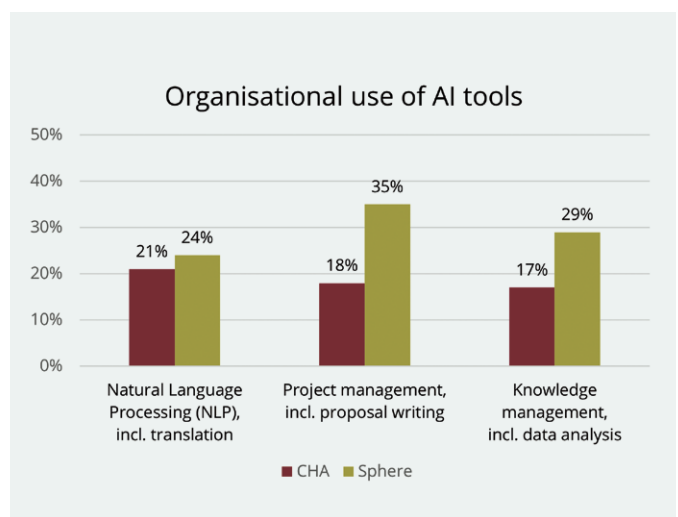 Organisational use of AI tools
50%
40%
30%
20%
10%
0%
21%
24%
18%
35%
17%
29%
Natural Language
Processing (NLP),
incl. translation
Project management,
incl. proposal writing
Knowledge
management,
incl. data analysis
CHA Sphere